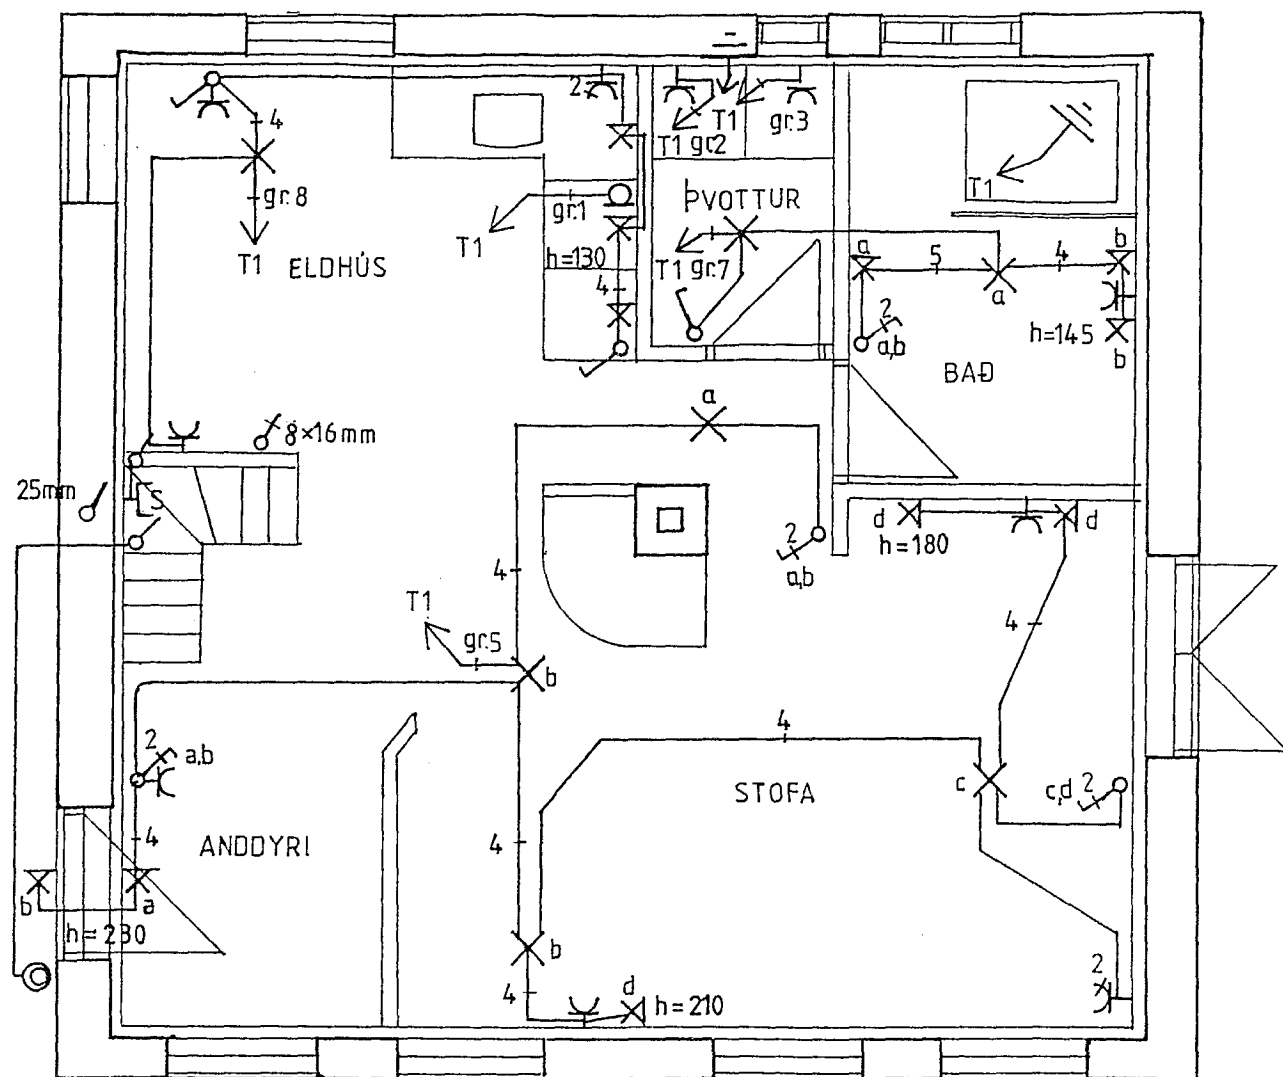 2
4
T1 gr.2
T1
gr.3
gr.8
T1
gr.1
T1
ELDHÚS
h=130
4
ÞVOTTUR
T1 gr.7
T1
a
5
4
b
a
2
a,b
h=145
b
BAÐ
a
8×16mm
25mm
S
d
d
h=180
2
a,b
4
T1
gr.5
b
4
2
a,b
4
STOFA
c
c,d
2
ANDDYRI
4
4
b
a
h=230
b
4
d
h=210
2